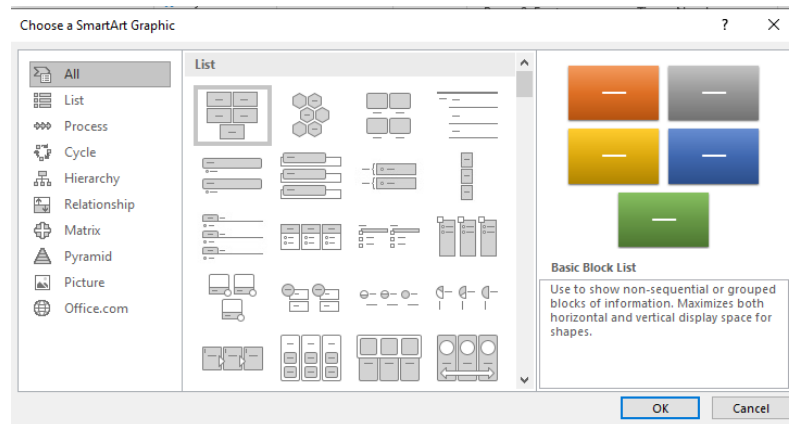 Choose a SmartArt Graphic
?
All
List
Process
Cycle
Hierarchy
Relationship
Matrix
Pyramid
Picture
Office.com
List
Basic Block List
Use to show non-sequential or grouped
blocks of information. Maximizes both
horizontal and vertical display space for
shapes.
OK
Cancel